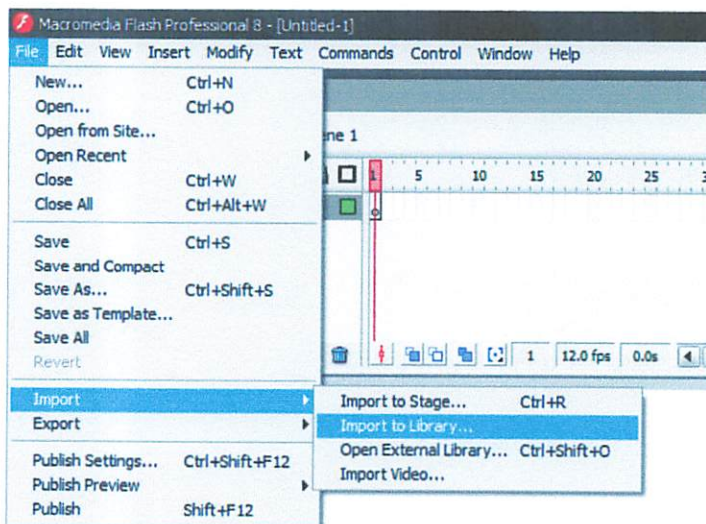 Macromedia Flash Professional 8 - [Untitled-1]
File Edit View Insert Modify Text Commands Control Window Help
New... Ctrl+N
Open... Ctrl+O
Open from Site...
Open Recent
Close Ctrl+W
Close All Ctrl+Alt+W
Save Ctrl+S
Save and Compact
Save As... Ctrl+Shift+S
Save as Template...
Save All
Revert
Import
Export
Publish Settings... Ctrl+Shift+F12
Publish Preview
Publish Shift+F12
ene 1
1 5 10 15 20 25 3
1 12.0 fps 0.0s
Import to Stage... Ctrl+R
Import to Library...
Open External Library... Ctrl+Shift+O
Import Video...